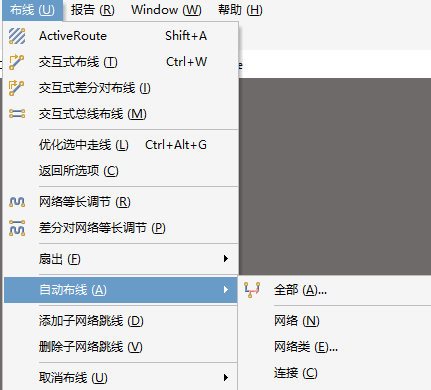 布线 (U) 报告 (R) Window (W) 帮助 (H)
ActiveRoute Shift+A
交互式布线 (T) Ctrl+W
交互式差分对布线 (I)
交互式总线布线 (M)
优化选中走线 (L) Ctrl+Alt+G
返回所选项 (C)
网络等长调节 (R)
差分对网络等长调节 (P)
扇出 (F)
自动布线 (A)
全部 (A)...
添加子网络跳线 (D)
网络 (N)
删除子网络跳线 (V)
网络类 (E)...
取消布线 (U)
连接 (C)